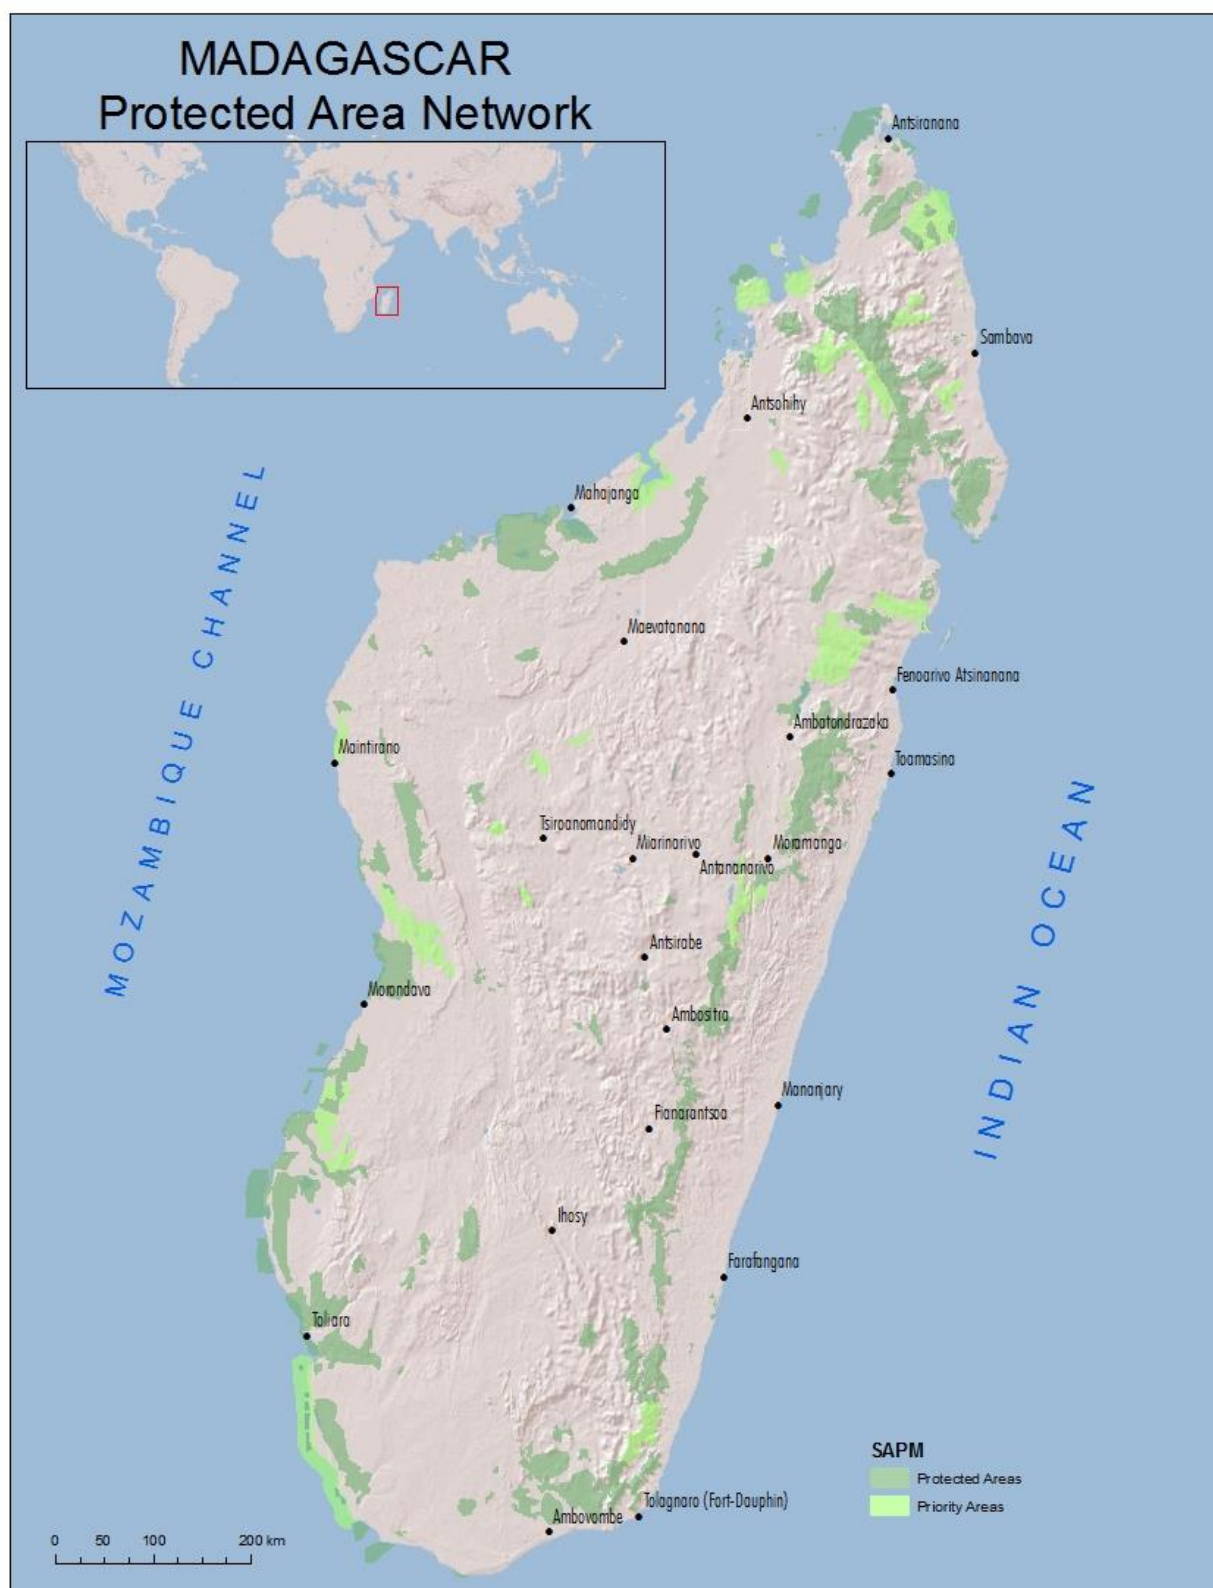 MADAGASCAR
Protected Area Network
Antsiranana
Sambava
Antsohihy
Mahajanga
MOZAMBIQUE CHANNEL
Maevatanana
Fenoarivo Atsinanana
Ambatondrazaka
Maintirano
Toamasina
Tsiroanomandidy
Miarinarivo
Moramanga
Antananarivo
INDIAN OCEAN
Antsirabe
Morondava
Ambositra
Mananjary
Fianarantsoa
Ihosy
Farafangana
Toliara
SAPM
Protected Areas
Priority Areas
Tolagnaro (Fort-Dauphin)
Ambovombe
0 50 100 200 km